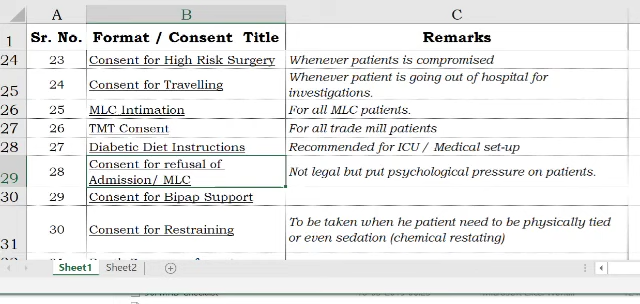 A B C
1 Sr. No. Format / Consent Title Remarks
24 23 Consent for High Risk Surgery Whenever patients is compromised
Whenever patient is going out of hospital for
25 24 Consent for Travelling investigations.
26 25 MLC Intimation For all MLC patients.
27 26 TMT Consent For all trade mill patients
28 27 Diabetic Diet Instructions Recommended for ICU / Medical set-up
Consent for refusal of
29 28 Admission/ MLC Not legal but put psychological pressure on patients.
30 29 Consent for Bipap Support
To be taken when he patient need to be physically tied
31 30 Consent for Restraining or even sedation (chemical restating)
Sheet1 Sheet2